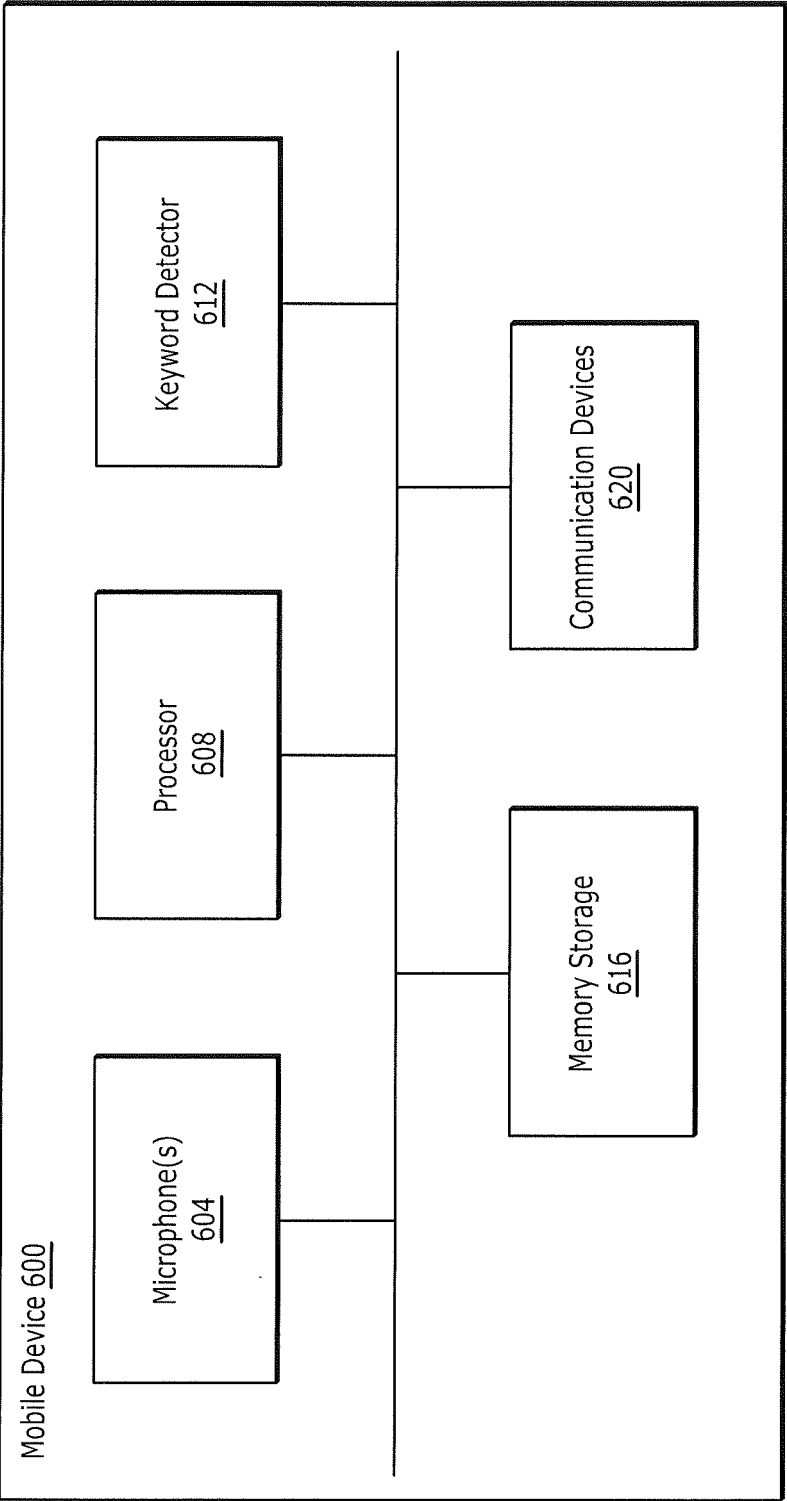 Mobile Device 600
Microphone(s)
604
Processor
608
Keyword Detector
612
Memory Storage
616
Communication Devices
620